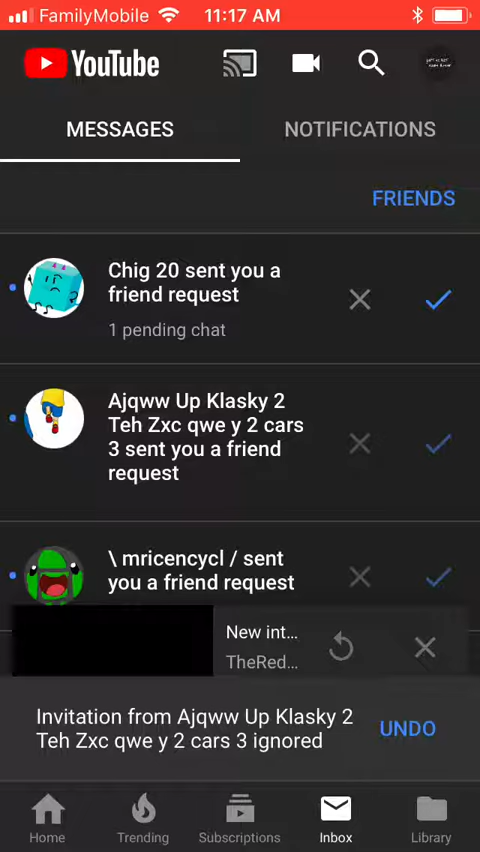 FamilyMobile 11:17 AM
YouTube
MESSAGES NOTIFICATIONS
FRIENDS
Chig 20 sent you a
friend request
1 pending chat
Ajqww Up Klasky 2
Teh Zxc qwe y 2 cars
3 sent you a friend
request
\ mricencycl / sent
you a friend request
New int...
TheRed...
Invitation from Ajqww Up Klasky 2
Teh Zxc qwe y 2 cars 3 ignored
UNDO
Home Trending Subscriptions Inbox Library